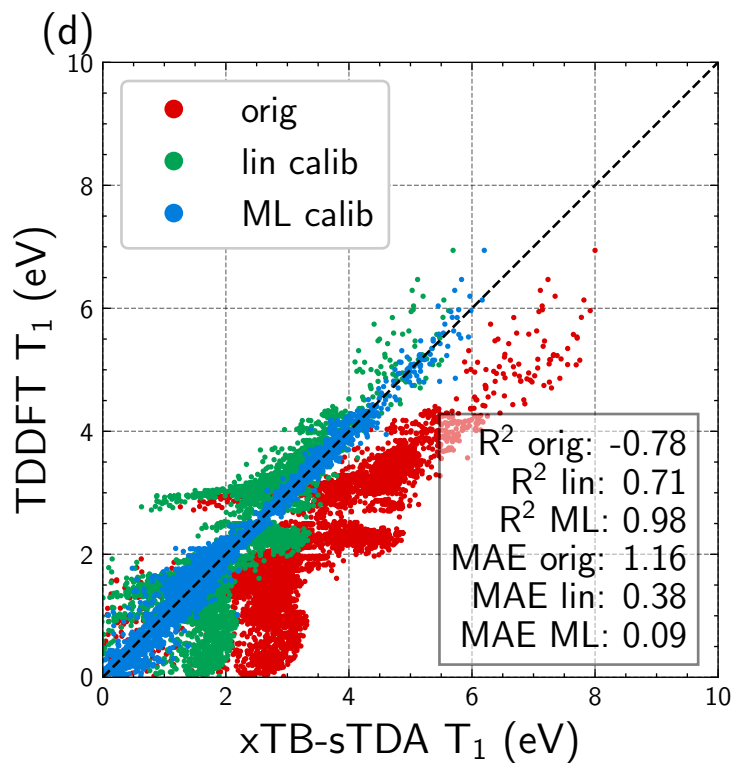 (d)
10
8
6
4
2
0
TDDFT T₁ (eV)
orig
lin calib
ML calib
R² orig: -0.78
R² lin: 0.71
R² ML: 0.98
MAE orig: 1.16
MAE lin: 0.38
MAE ML: 0.09
0 2 4 6 8 10
xTB-sTDA T₁ (eV)